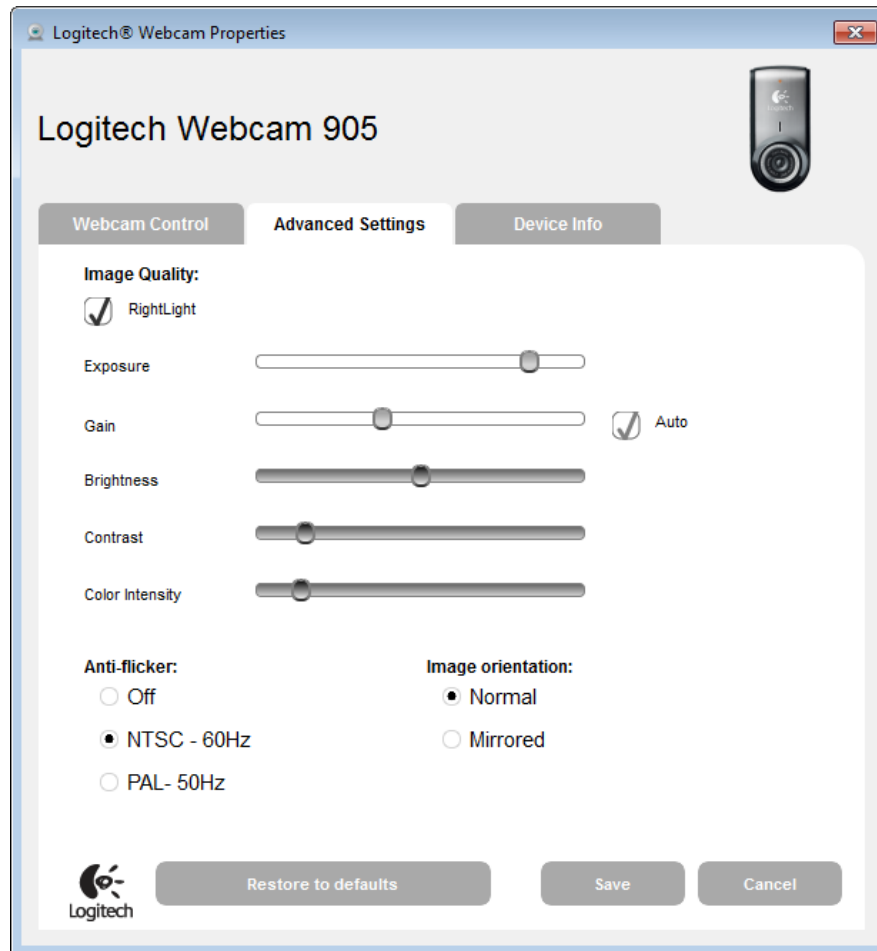 Logitech® Webcam Properties
Logitech
Logitech Webcam 905
Webcam Control Advanced Settings Device Info
Image Quality:
RightLight
Exposure
Gain Auto
Brightness
Contrast
Color Intensity
Anti-flicker: Image orientation:
Off Normal
NTSC - 60Hz Mirrored
PAL- 50Hz
Restore to defaults Save Cancel
Logitech